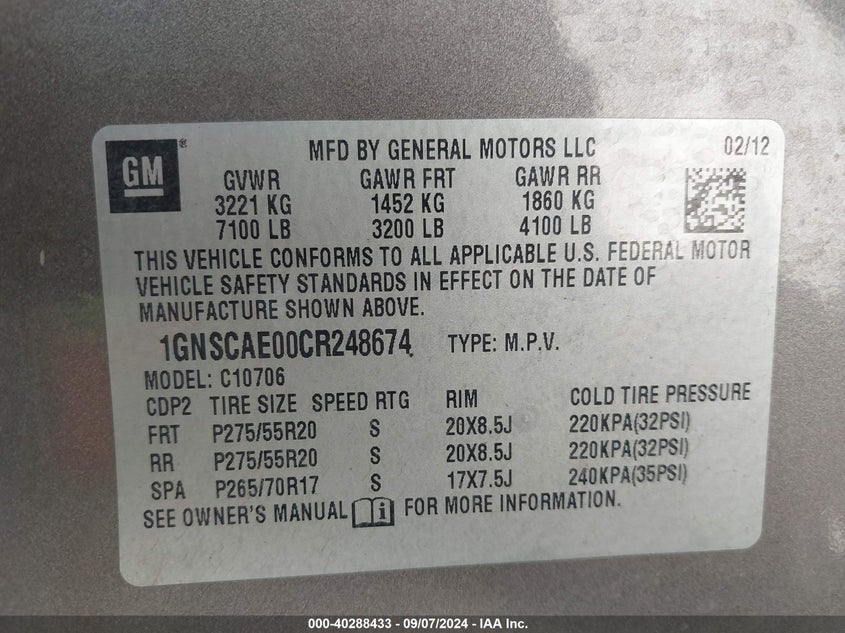 GM®
MFD BY GENERAL MOTORS LLC 02/12
GVWR GAWR FRT GAWR RR
3221 KG 1452 KG 1860 KG
7100 LB 3200 LB 4100 LB
THIS VEHICLE CONFORMS TO ALL APPLICABLE U.S. FEDERAL MOTOR
VEHICLE SAFETY STANDARDS IN EFFECT ON THE DATE OF
MANUFACTURE SHOWN ABOVE.
1GNSCAE00CR248674 TYPE: M.P.V.
MODEL: C10706
CDP2 TIRE SIZE SPEED RTG RIM COLD TIRE PRESSURE
FRT P275/55R20 S 20X8.5J 220KPA(32PSI)
RR P275/55R20 S 20X8.5J 220KPA(32PSI)
SPA P265/70R17 S 17X7.5J 240KPA(35PSI)
SEE OWNER'S MANUAL i FOR MORE INFORMATION.
000-40288433 - 09/07/2024 - IAA Inc.